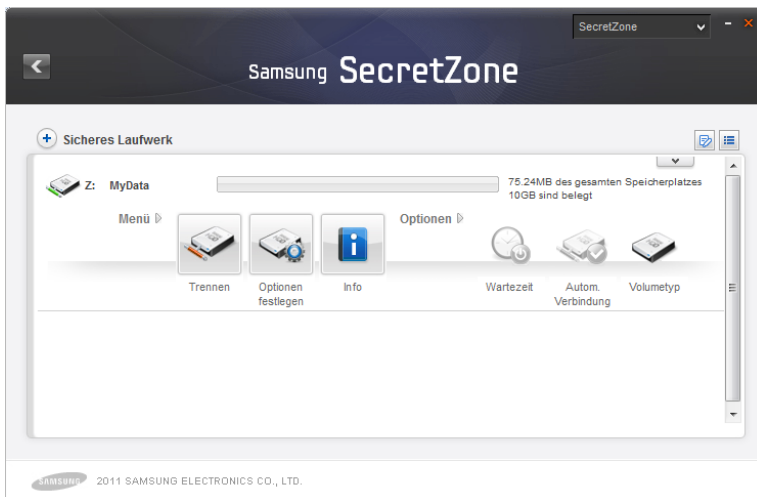 SecretZone
Samsung SecretZone
Sicheres Laufwerk
Z: MyData
75.24MB des gesamten Speicherplatzes
10GB sind belegt
Menü
Optionen
Trennen
Optionen
festlegen
Info
Wartezeit
Autom.
Verbindung
Volumetyp
SAMSUNG 2011 SAMSUNG ELECTRONICS CO., LTD.